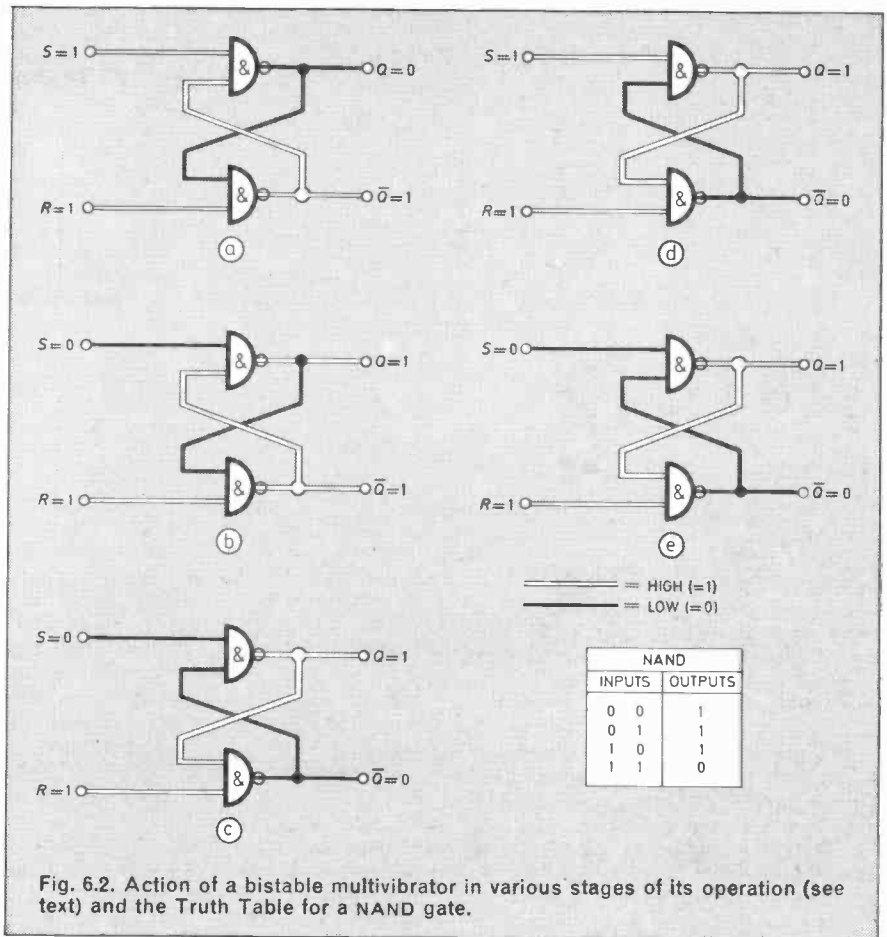 S=1
&
Q=0
&
R=1
Q̅=1
a
S=0
&
Q=1
&
R=1
Q̅=1
b
S=0
&
Q=1
&
R=1
Q̅=0
c
S=1
&
Q=1
&
R=1
Q̅=0
d
S=0
&
Q=1
&
R=1
Q̅=0
e
= HIGH (=1)
= LOW (=0)
NAND
INPUTS OUTPUTS
0 0 1
0 1 1
1 0 1
1 1 0
Fig. 6.2. Action of a bistable multivibrator in various stages of its operation (see
text) and the Truth Table for a NAND gate.